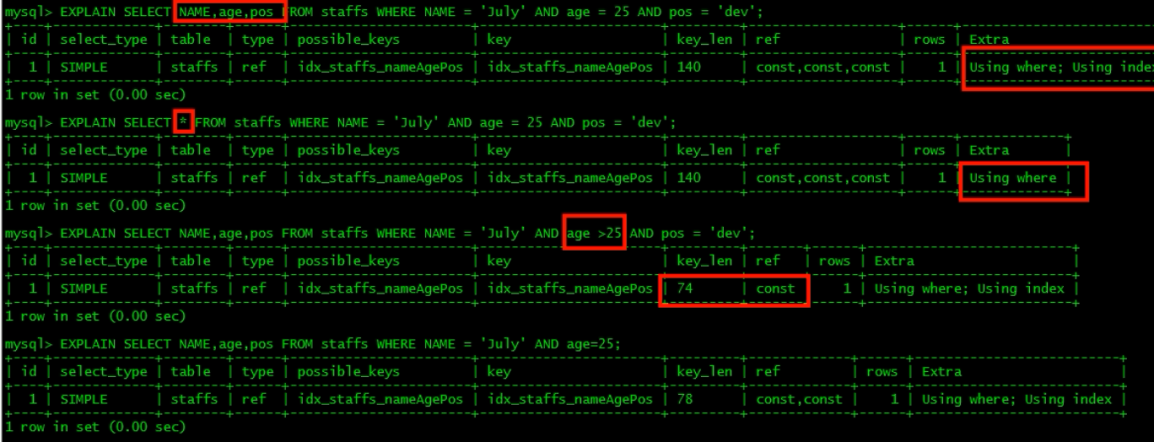 mysql> EXPLAIN SELECT NAME,age,pos FROM staffs WHERE NAME = 'July' AND age = 25 AND pos = 'dev';
| id | select_type | table | type | possible_keys | key | key_len | ref | rows | Extra
| 1 | SIMPLE | staffs | ref | idx_staffs_nameAgePos | idx_staffs_nameAgePos | 140 | const,const,const | 1 | Using where; Using index
1 row in set (0.00 sec)
mysql> EXPLAIN SELECT * FROM staffs WHERE NAME = 'July' AND age = 25 AND pos = 'dev';
| id | select_type | table | type | possible_keys | key | key_len | ref | rows | Extra |
| 1 | SIMPLE | staffs | ref | idx_staffs_nameAgePos | idx_staffs_nameAgePos | 140 | const,const,const | 1 | Using where |
1 row in set (0.00 sec)
mysql> EXPLAIN SELECT NAME,age,pos FROM staffs WHERE NAME = 'July' AND age >25 AND pos = 'dev';
| id | select_type | table | type | possible_keys | key | key_len | ref | rows | Extra |
| 1 | SIMPLE | staffs | ref | idx_staffs_nameAgePos | idx_staffs_nameAgePos | 74 | const | 1 | Using where; Using index |
1 row in set (0.00 sec)
mysql> EXPLAIN SELECT NAME,age,pos FROM staffs WHERE NAME = 'July' AND age=25;
| id | select_type | table | type | possible_keys | key | key_len | ref | rows | Extra |
| 1 | SIMPLE | staffs | ref | idx_staffs_nameAgePos | idx_staffs_nameAgePos | 78 | const,const | 1 | Using where; Using index |
1 row in set (0.00 sec)